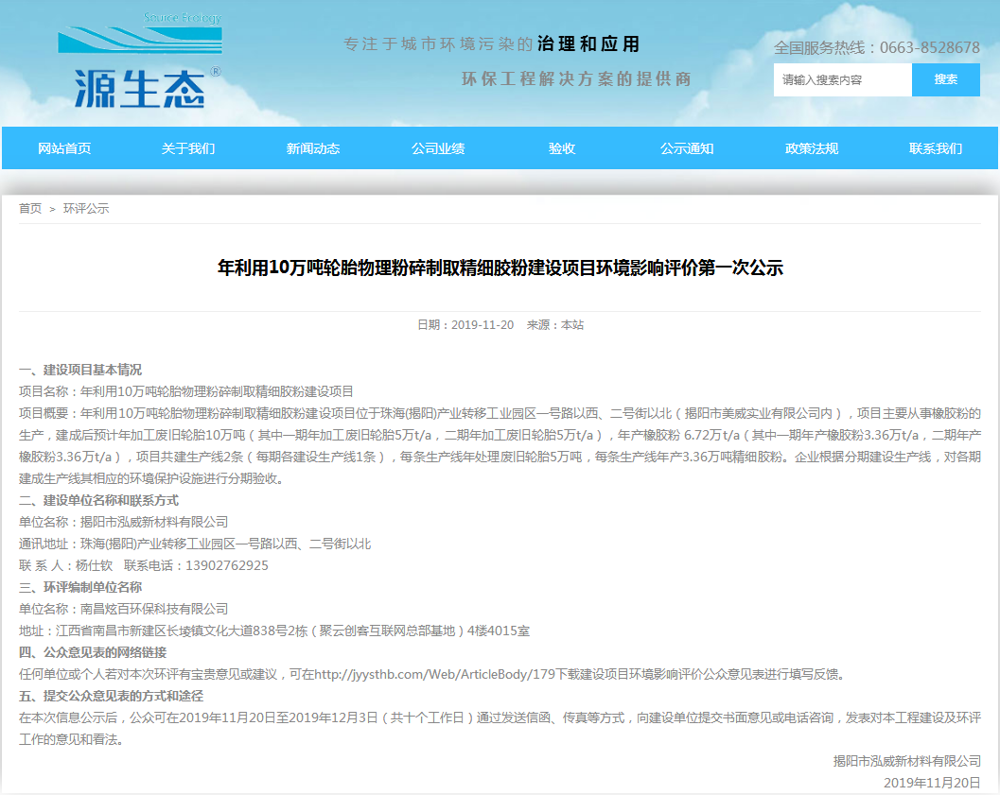 Source Ecology
源生态®
专注于城市环境污染的治理和应用
环保工程解决方案的提供商
全国服务热线：0663-8528678
请输入搜索内容 搜索
网站首页 关于我们 新闻动态 公司业绩 验收 公示通知 政策法规 联系我们
首页 > 环评公示
年利用10万吨轮胎物理粉碎制取精细胶粉建设项目环境影响评价第一次公示
日期：2019-11-20 来源：本站
一、建设项目基本情况
项目名称：年利用10万吨轮胎物理粉碎制取精细胶粉建设项目
项目概要：年利用10万吨轮胎物理粉碎制取精细胶粉建设项目位于珠海(揭阳)产业转移工业园区一号路以西、二号街以北（揭阳市美威实业有限公司内），项目主要从事橡胶粉的
生产，建成后预计年加工废旧轮胎10万吨（其中一期年加工废旧轮胎5万t/a，二期年加工废旧轮胎5万t/a），年产橡胶粉 6.72万t/a（其中一期年产橡胶粉3.36万t/a，二期年产
橡胶粉3.36万t/a），项目共建生产线2条（每期各建设生产线1条），每条生产线年处理废旧轮胎5万吨，每条生产线年产3.36万吨精细胶粉。企业根据分期建设生产线，对各期
建成生产线其相应的环境保护设施进行分期验收。
二、建设单位名称和联系方式
单位名称：揭阳市泓威新材料有限公司
通讯地址：珠海(揭阳)产业转移工业园区一号路以西、二号街以北
联 系 人：杨仕钦 联系电话：13902762925
三、环评编制单位名称
单位名称：南昌炫百环保科技有限公司
地址：江西省南昌市新建区长堎镇文化大道838号2栋（聚云创客互联网总部基地）4楼4015室
四、公众意见表的网络链接
任何单位或个人若对本次环评有宝贵意见或建议，可在http://jyysthb.com/Web/ArticleBody/179下载建设项目环境影响评价公众意见表进行填写反馈。
五、提交公众意见表的方式和途径
在本次信息公示后，公众可在2019年11月20日至2019年12月3日（共十个工作日）通过发送信函、传真等方式，向建设单位提交书面意见或电话咨询，发表对本工程建设及环评
工作的意见和看法。
揭阳市泓威新材料有限公司
2019年11月20日